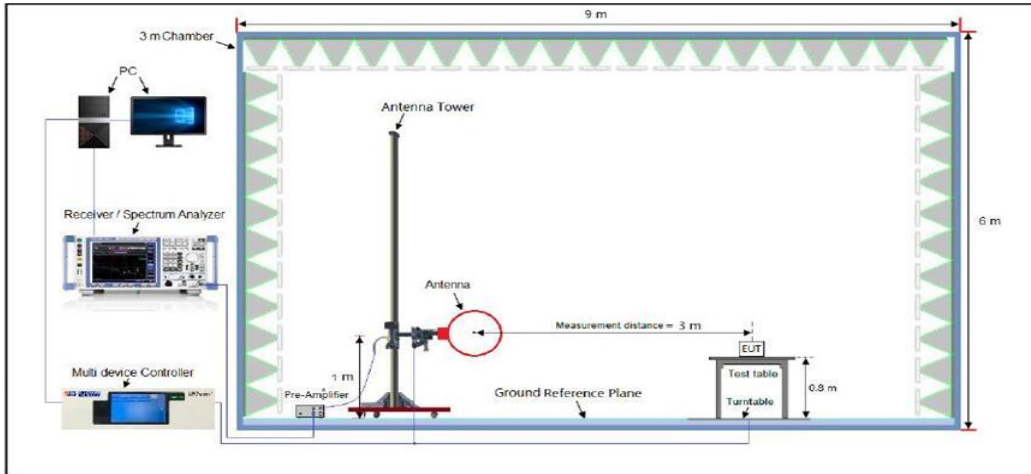 9 m
3 m Chamber
PC
Antenna Tower
Receiver / Spectrum Analyzer
6 m
Antenna
Measurement distance = 3 m
EUT
Multi device Controller
1 m
Pre-Amplifier
Test table
0.8 m
Ground Reference Plane
Turntable